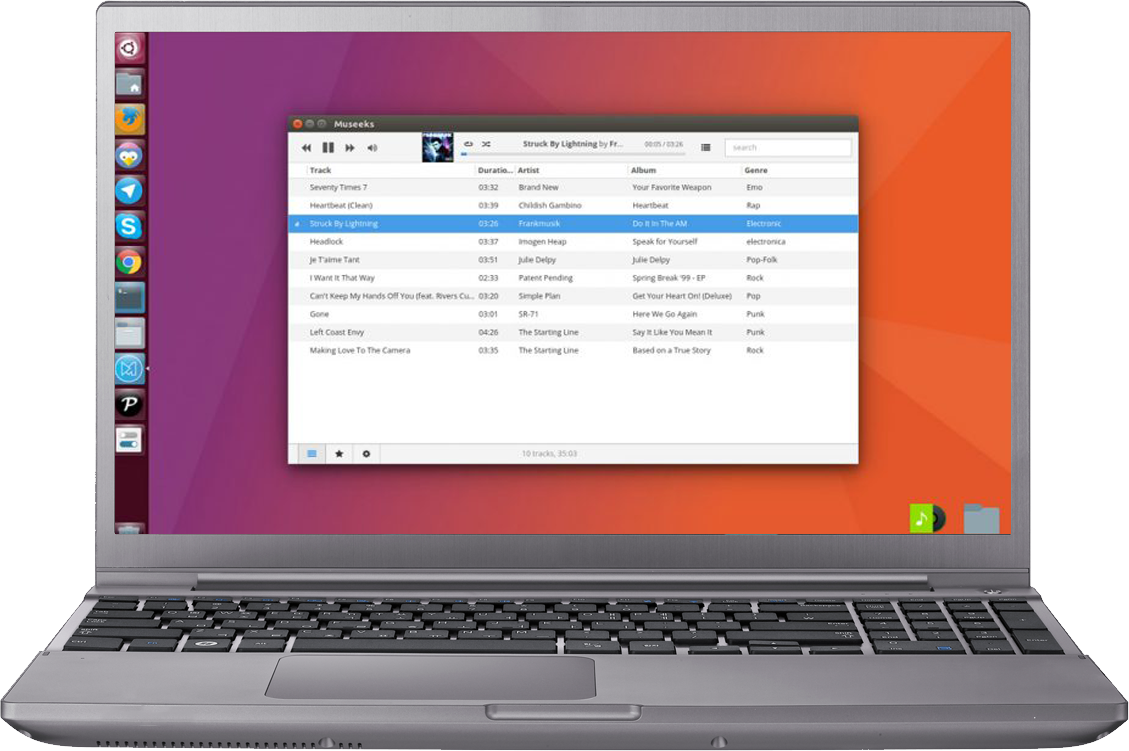 Museeks
Struck By Lightning by Fr...
00:05 / 03:26
search
Track Duratio... Artist Album Genre
Seventy Times 7 03:32 Brand New Your Favorite Weapon Emo
Heartbeat (Clean) 03:39 Childish Gambino Heartbeat Rap
Struck By Lightning 03:26 Frankmusik Do It In The AM Electronic
Headlock 03:37 Imogen Heap Speak for Yourself electronica
Je T'aime Tant 03:51 Julie Delpy Julie Delpy Pop-Folk
I Want It That Way 02:33 Patent Pending Spring Break '99 - EP Rock
Can't Keep My Hands Off You (feat. Rivers Cu... 03:20 Simple Plan Get Your Heart On! (Deluxe) Pop
Gone 03:01 SR-71 Here We Go Again Punk
Left Coast Envy 04:26 The Starting Line Say It Like You Mean It Punk
Making Love To The Camera 03:35 The Starting Line Based on a True Story Rock
10 tracks, 35:03